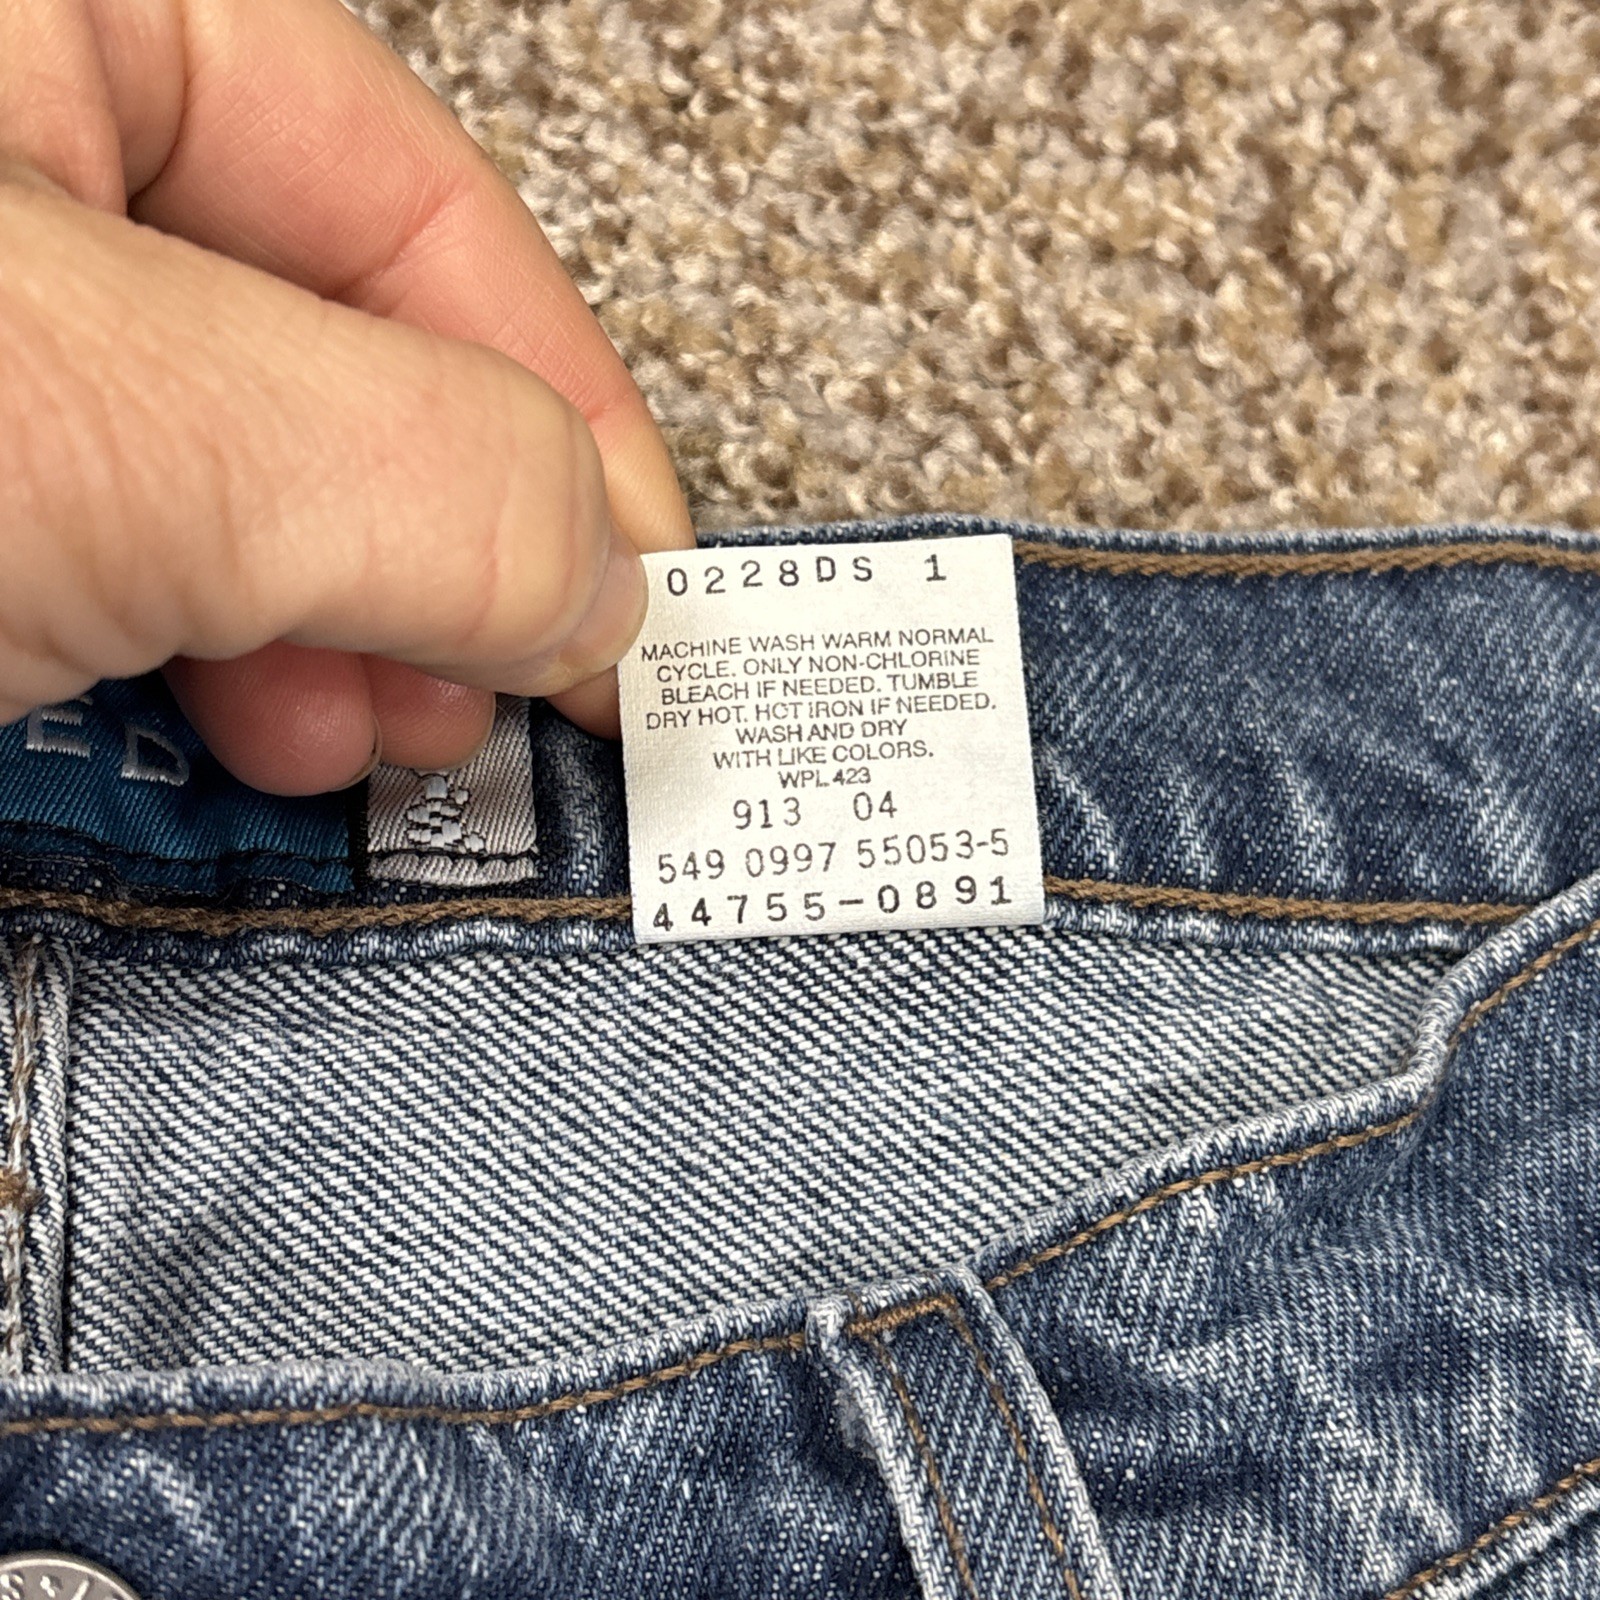 0228DS 1
MACHINE WASH WARM NORMAL
CYCLE. ONLY NON-CHLORINE
BLEACH IF NEEDED. TUMBLE
DRY HOT. HOT IRON IF NEEDED.
WASH AND DRY
WITH LIKE COLORS.
WPL 423
913 04
549 0997 55053-5
44755-0891
ED